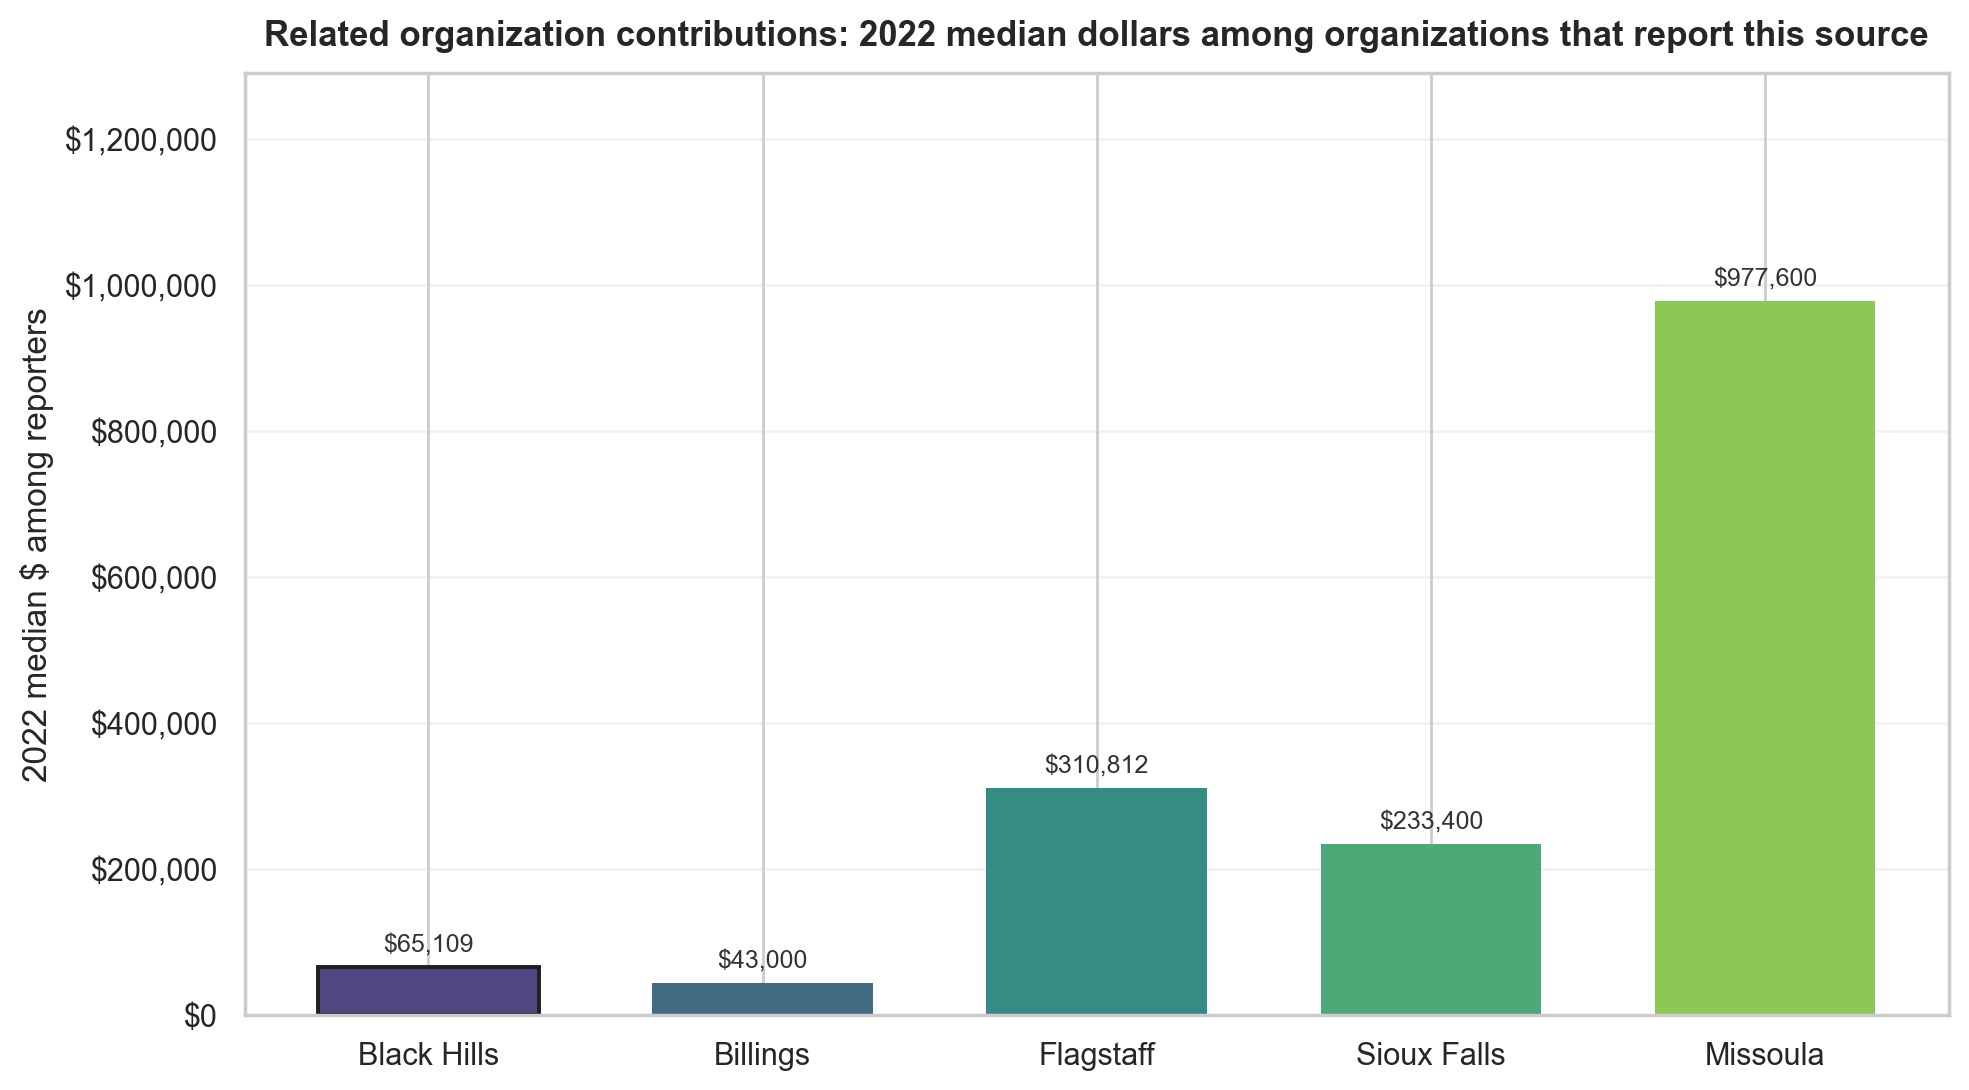 Related organization contributions: 2022 median dollars among organizations that report this source
2022 median $ among reporters
$1,200,000
$1,000,000
$800,000
$600,000
$400,000
$200,000
$0
$65,109
$43,000
$310,812
$233,400
$977,600
Black Hills
Billings
Flagstaff
Sioux Falls
Missoula